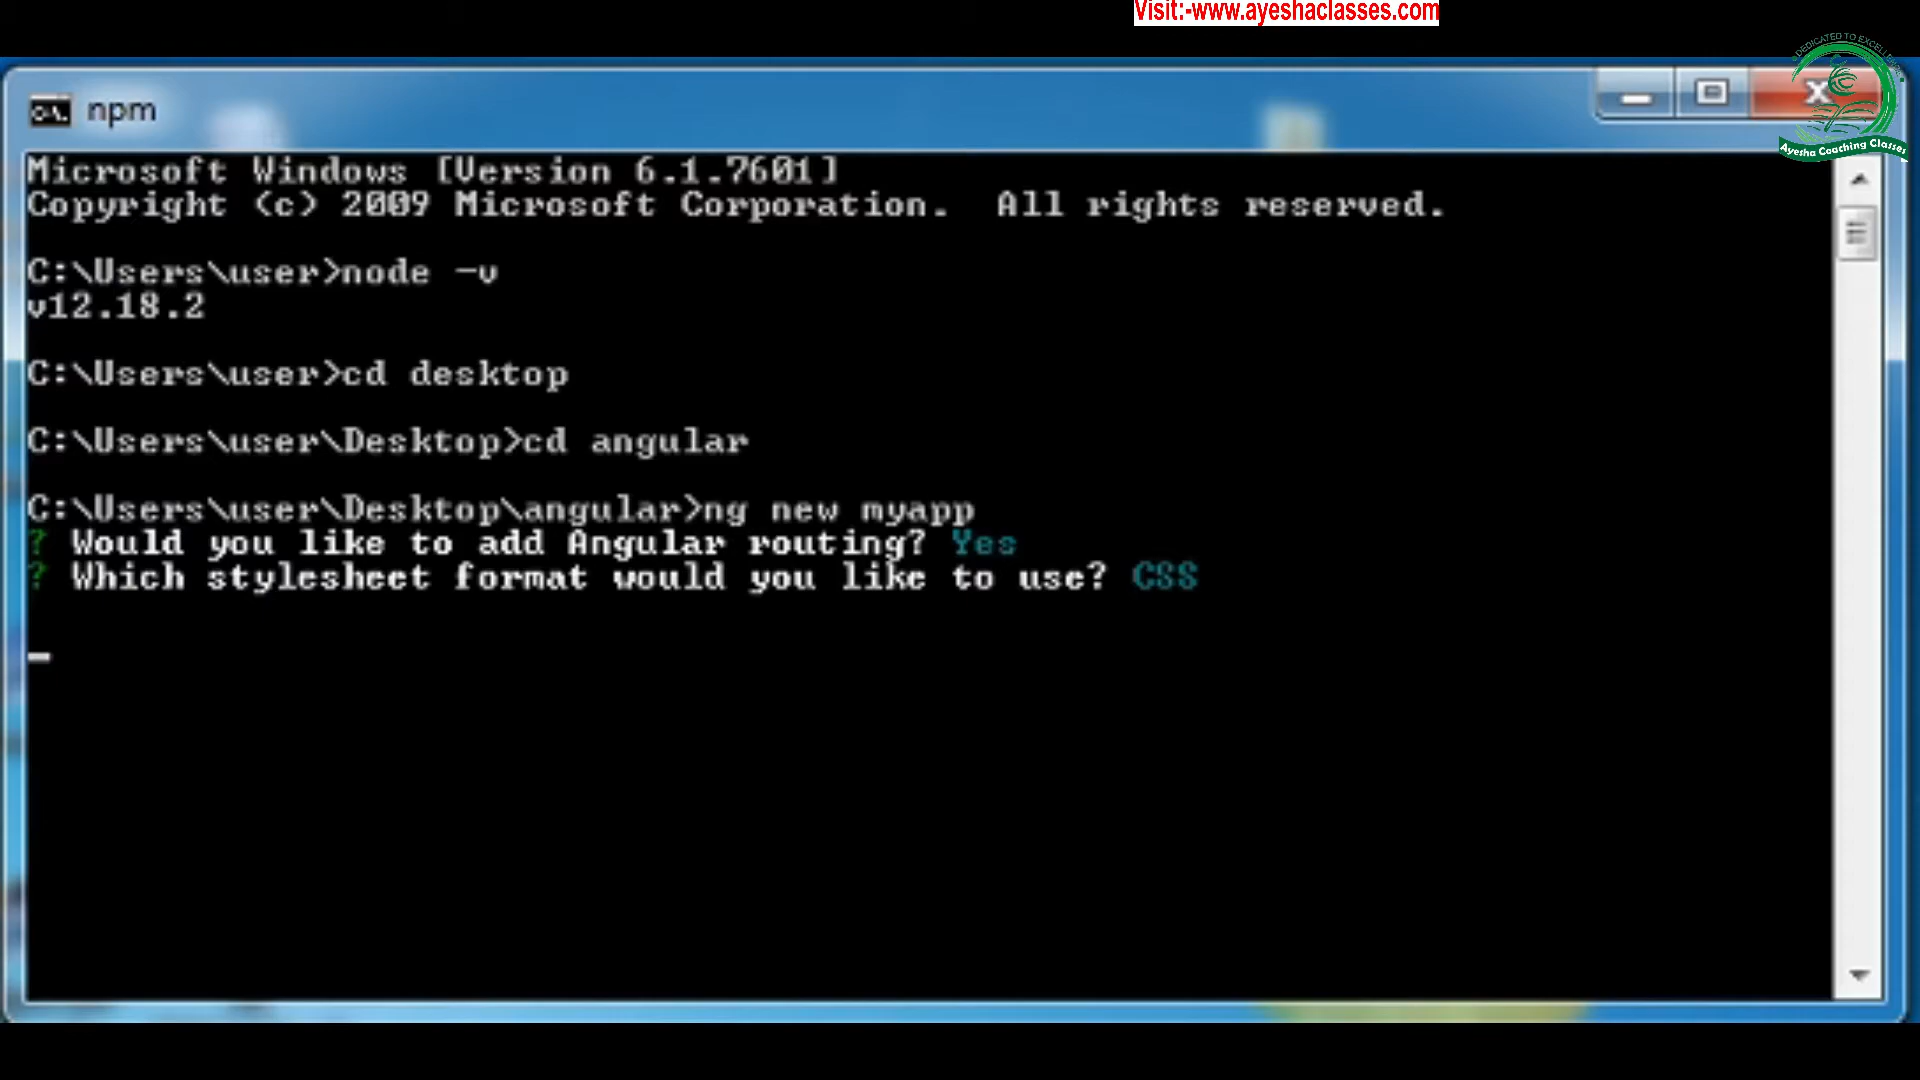 Visit:-www.ayeshaclasses.com
DEDICATED TO EXCELLENCE
Ayesha Coaching Classes
C:\.
npm
Microsoft Windows [Version 6.1.7601]
Copyright (c) 2009 Microsoft Corporation.  All rights reserved.
C:\Users\user>node -v
v12.18.2
C:\Users\user>cd desktop
C:\Users\user\Desktop>cd angular
C:\Users\user\Desktop\angular>ng new myapp
? Would you like to add Angular routing? Yes
? Which stylesheet format would you like to use? CSS